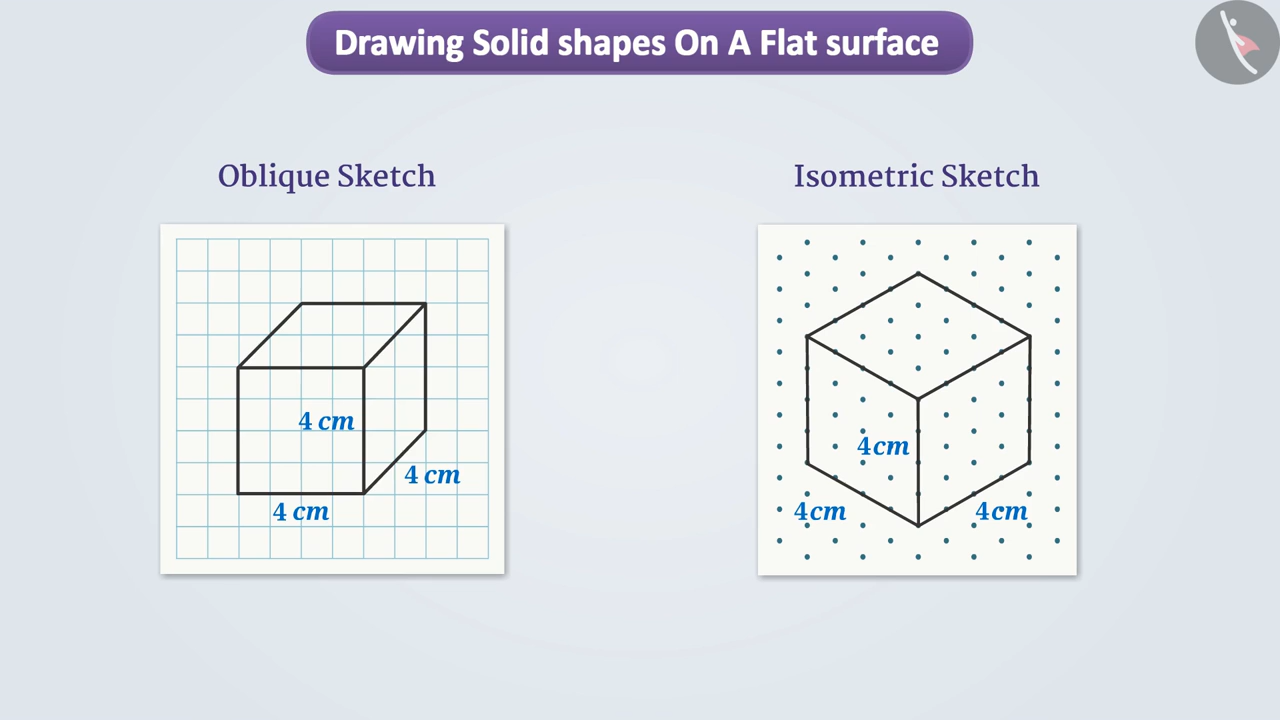 Drawing Solid shapes On A Flat surface
Oblique Sketch
Isometric Sketch
4 cm
4 cm
4 cm
4cm
4cm
4cm